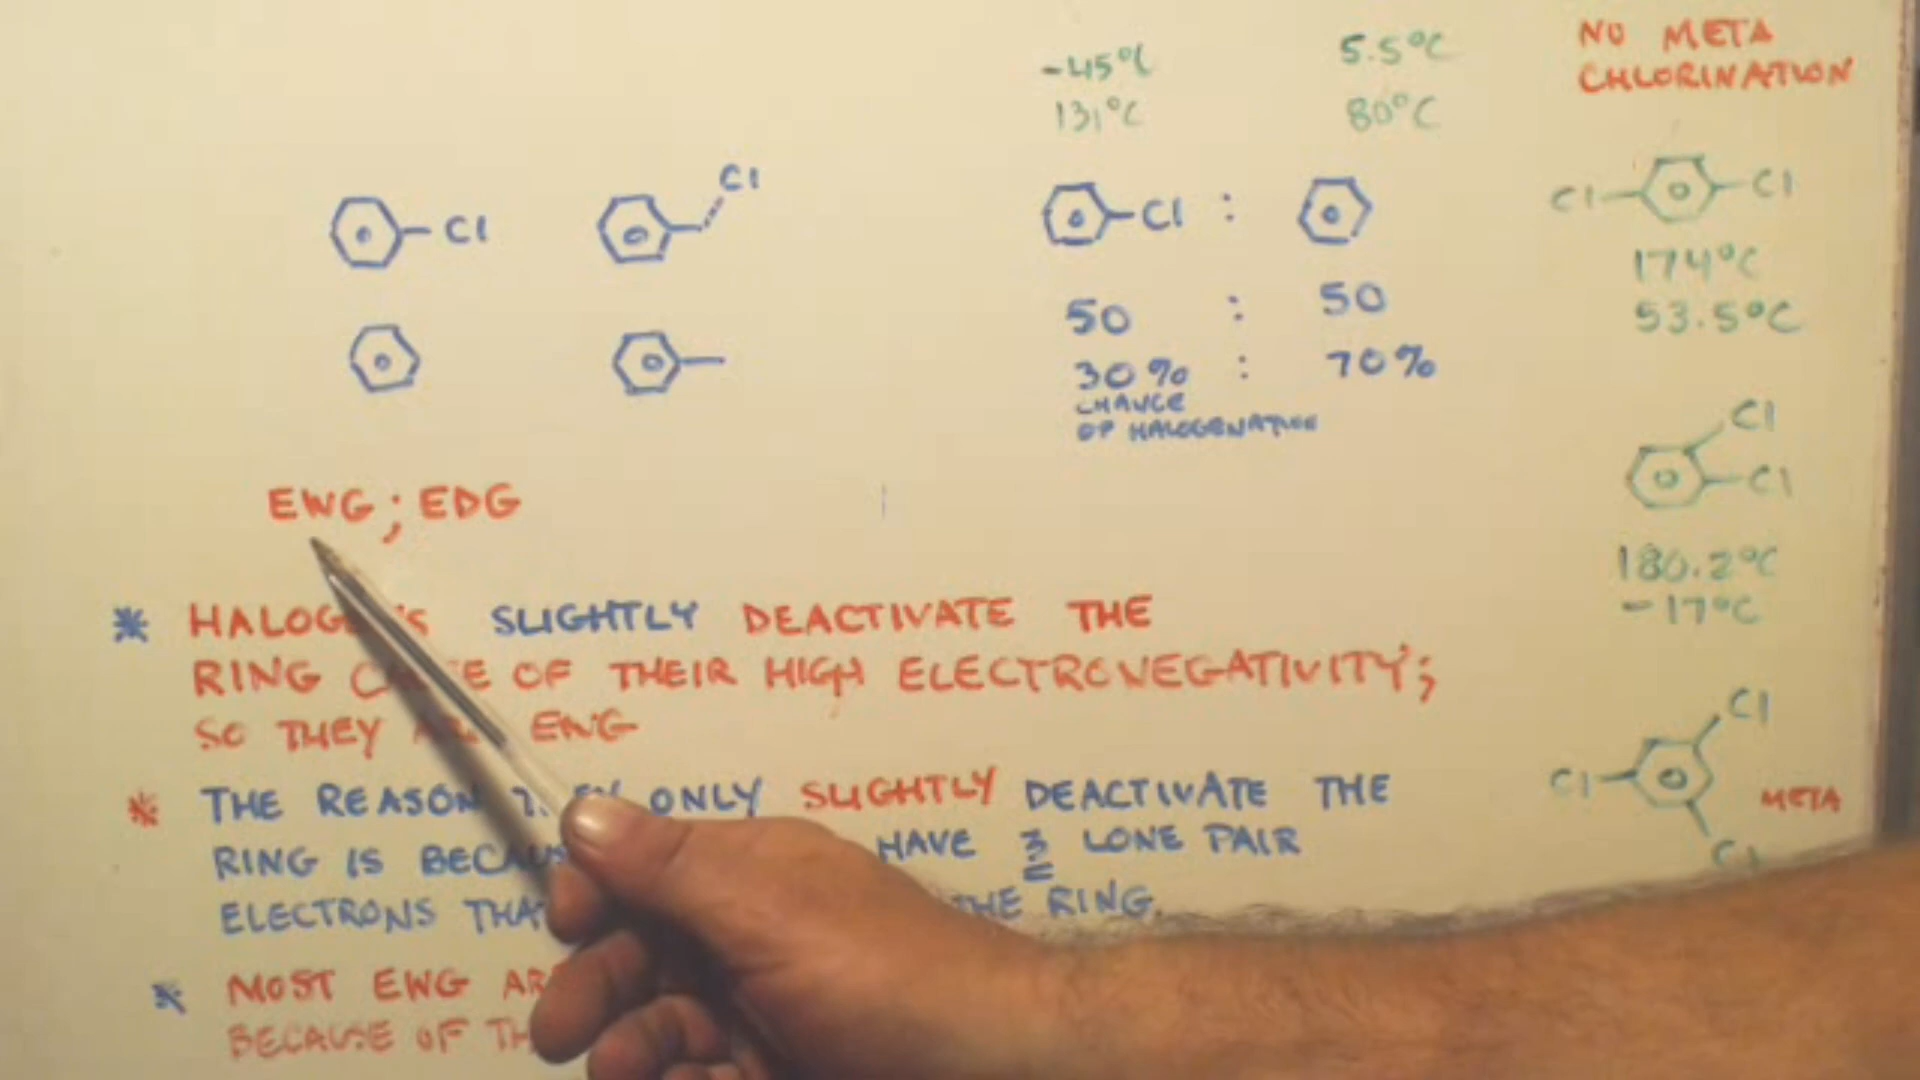 -45°C
131°C
5.5°C
80°C
NO META
CHLORINATION
Cl
Cl
Cl :
50 : 50
30% : 70%
CHANCE
OF HALOGENATION
Cl Cl
174°C
53.5°C
Cl
Cl
180.2°C
-17°C
Cl
Cl
META
Cl
EWG ; EDG
* HALOG S SLIGHTLY DEACTIVATE THE
RING OF THEIR HIGH ELECTRONEGATIVITY;
SO THEY EWG
* THE REASON ONLY SLIGHTLY DEACTIVATE THE
RING IS HAVE 3 LONE PAIR
ELECTRONS THE RING.
* MOST EWG
BECAUSE OF